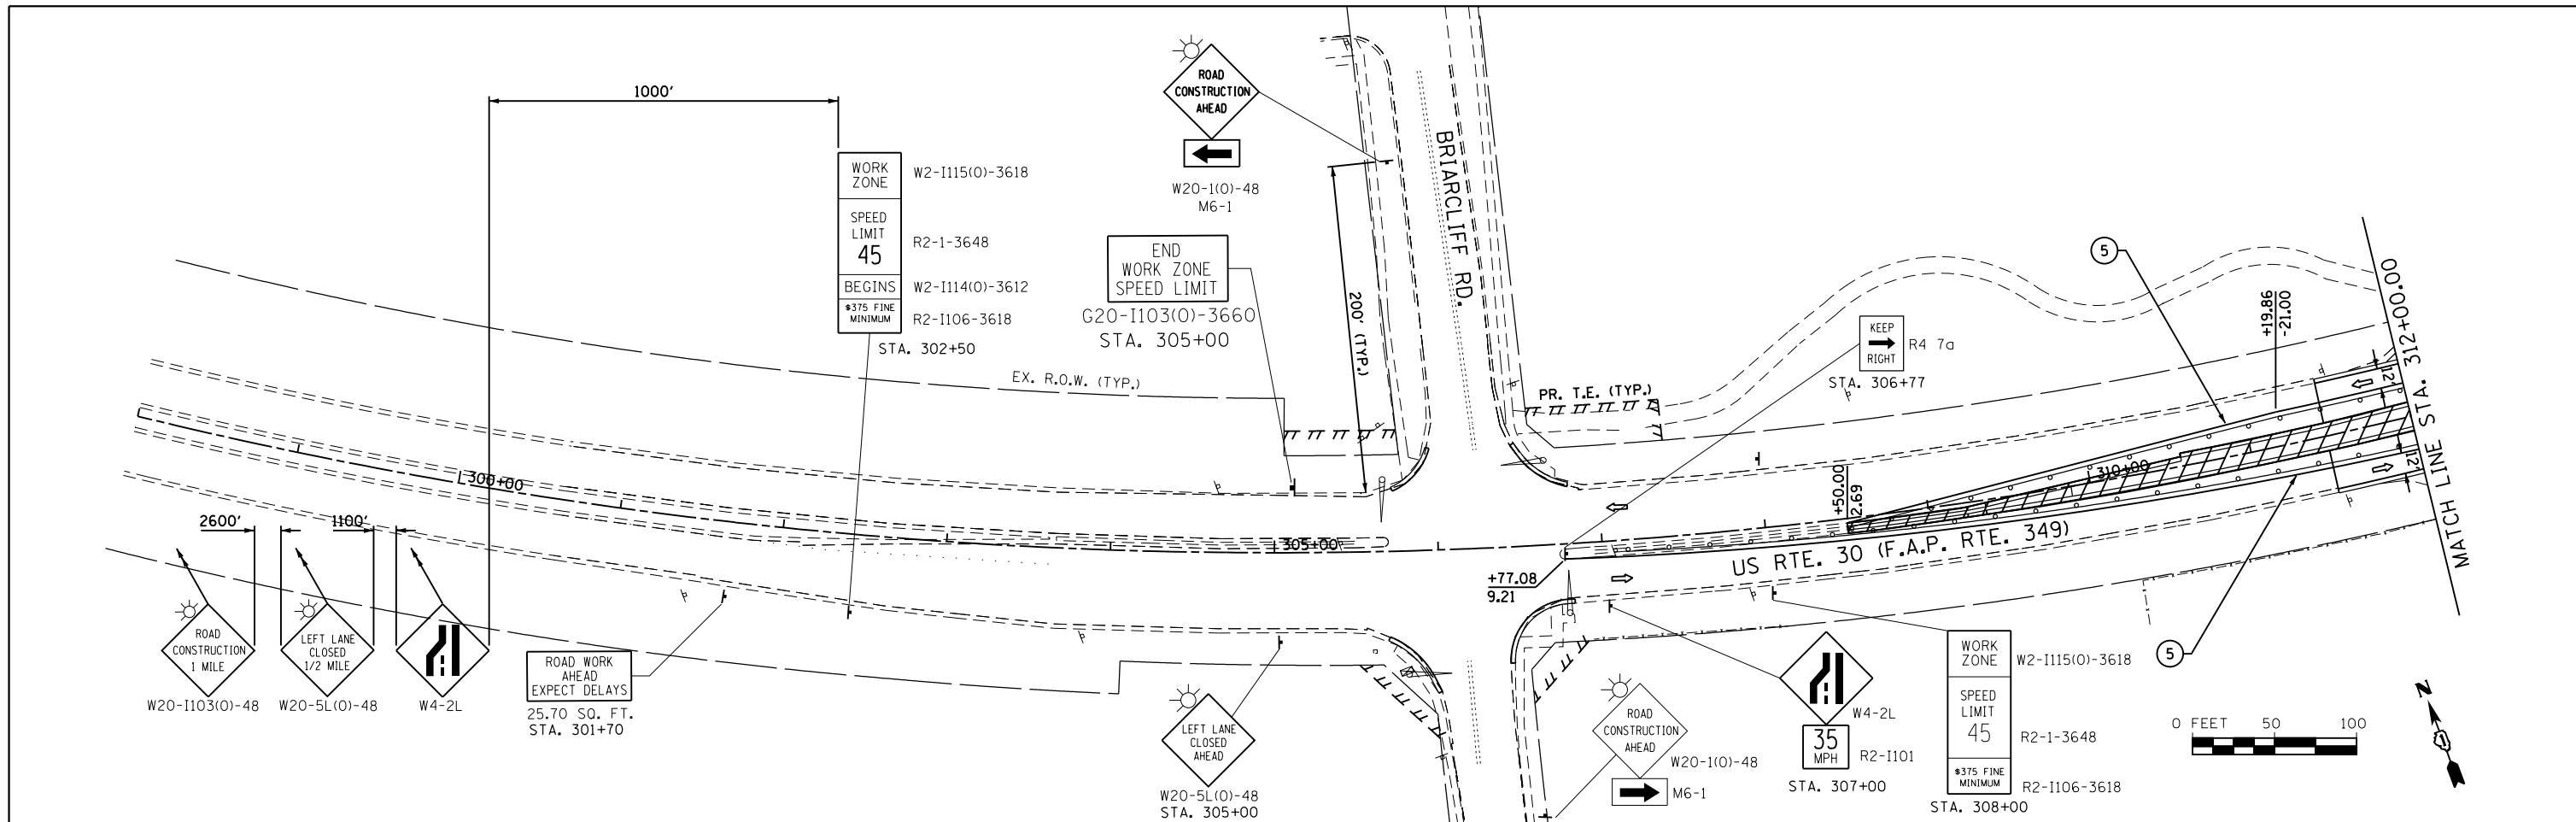 1000'
WORK
ZONE
W2-I115(O)-3618
SPEED
LIMIT
45
R2-1-3648
BEGINS
W2-I114(O)-3612
$375 FINE
MINIMUM
R2-I106-3618
STA. 302+50
ROAD
CONSTRUCTION
AHEAD
W20-1(O)-48
M6-1
END
WORK ZONE
SPEED LIMIT
G20-I103(O)-3660
STA. 305+00
200' (TYP.)
BRIARCLIFF RD.
EX. R.O.W. (TYP.)
PR. T.E. (TYP.)
KEEP
RIGHT
R4 7a
STA. 306+77
5
+19.86
-21.00
12'
12'
MATCH LINE STA. 312+00.00
300+00
305+00
310+00
+50.00
2.69
+77.08
9.21
US RTE. 30 (F.A.P. RTE. 349)
2600'
1100'
ROAD
CONSTRUCTION
1 MILE
W20-I103(O)-48
LEFT LANE
CLOSED
1/2 MILE
W20-5L(O)-48
W4-2L
ROAD WORK
AHEAD
EXPECT DELAYS
25.70 SQ. FT.
STA. 301+70
LEFT LANE
CLOSED
AHEAD
W20-5L(O)-48
STA. 305+00
ROAD
CONSTRUCTION
AHEAD
W20-1(O)-48
M6-1
W4-2L
35
MPH
R2-I101
STA. 307+00
WORK
ZONE
W2-I115(O)-3618
SPEED
LIMIT
45
R2-1-3648
$375 FINE
MINIMUM
R2-I106-3618
STA. 308+00
5
0 FEET 50 100
N